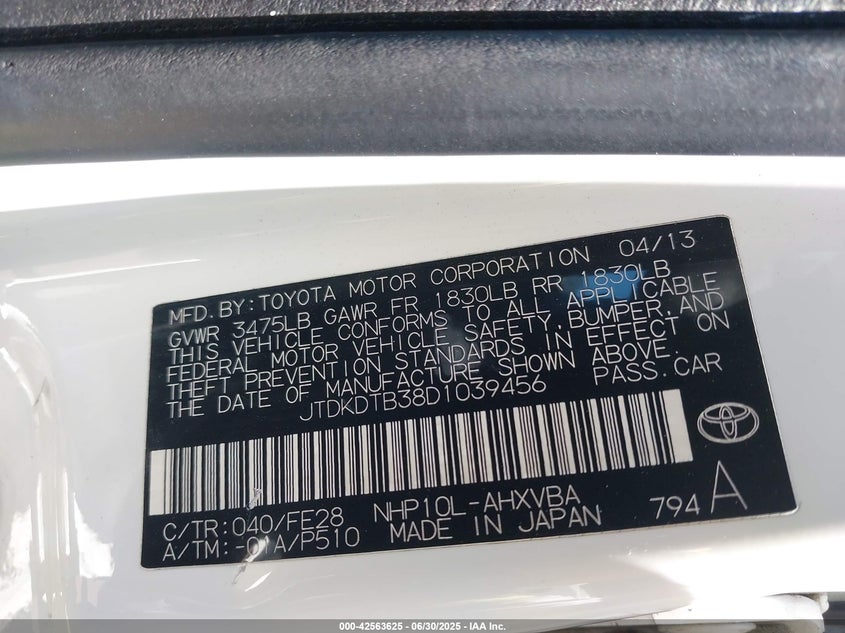 MFD. BY: TOYOTA MOTOR CORPORATION 04/13
GVWR 3475LB GAWR FR 1830LB RR 1830LB
THIS VEHICLE CONFORMS TO ALL APPLICABLE
FEDERAL MOTOR VEHICLE SAFETY, BUMPER, AND
THEFT PREVENTION STANDARDS IN EFFECT ON
THE DATE OF MANUFACTURE SHOWN ABOVE.
JTDKDTB38D1039456 PASS. CAR
C/TR: 040/FE28 NHP10L-AHXVBA 794 A
A/TM: -01A/P510 MADE IN JAPAN
000-42563625 - 06/30/2025 - IAA Inc.